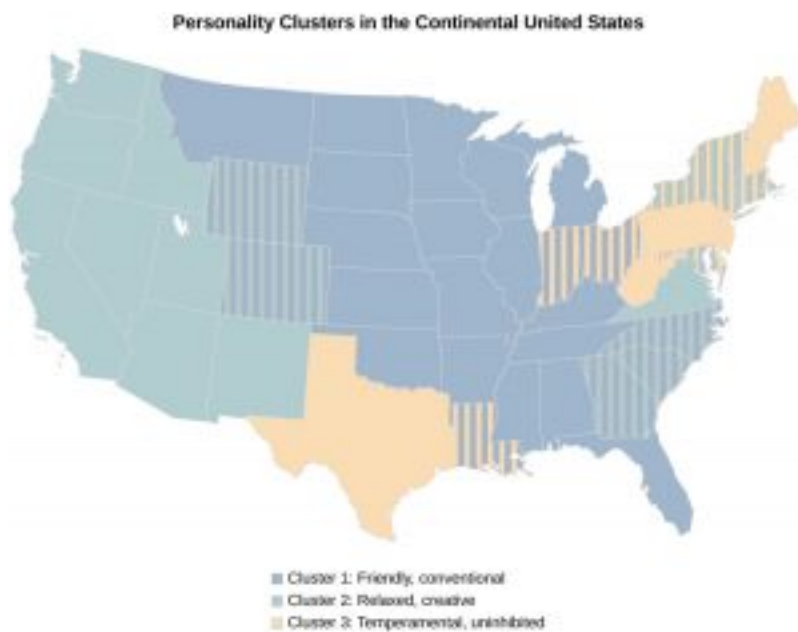 Personality Clusters in the Continental United States
Cluster 1: Friendly, conventional
Cluster 2: Relaxed, creative
Cluster 3: Temperamental, uninhibited